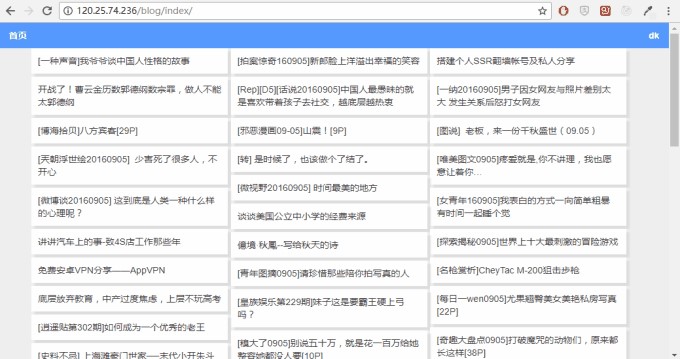 120.25.74.236/blog/index/
首页
dk
[一种声音]我爷爷谈中国人性格的故事
开战了！曹云金历数郭德纲数宗罪，做人不能
太郭德纲
[博海拾贝]八方宾客[29P]
[天朝浮世绘20160905] 少害死了很多人，不
开心
[微博谈20160905] 这到底是人类一种什么样
的心理呢？
讲讲汽车上的事-致4S店工作那些年
免费安卓VPN分享——AppVPN
底层放弃教育，中产过度焦虑，上层不玩高考
[逍遥贴第302期]如何成为一个优秀的老王
[史料不忌] 上海滩豪门世家──末代小开朱斗
[拍案惊奇160905]新郎脸上洋溢出幸福的笑容
[Rep][D5][话说20160905]中国人最愚昧的就
是喜欢带着孩子去社交，越底层越热衷
[邪恶漫画09-05]山震！[9P]
[转] 是时候了，也该做个了结了。
[微视野20160905] 时间最美的地方
谈谈美国公立中小学的经费来源
儘境·秋風--写给秋天的诗
[青年图摘0905]请珍惜那些陪你拍写真的人
[皇族娱乐第229期]妹子这是要霸王硬上弓
吗？
[槿大了0905]别说五十万，就是花一百万给她
整容她都没人要[10P]
搭建个人SSR翻墙帐号及私人分享
[一纳20160905]男子因女网友与照片差别太
大 发生关系后怒打女网友
[图说] 老板，来一份千秋盛世（09.05）
[唯美图文0905]疼爱就是,你不讲理，我也愿
意让着你…
[女青年160905]我表白的方式一向简单粗暴
有时间一起睡个觉
[探索揭秘0905]世界上十大最刺激的冒险游戏
[名枪赏析]CheyTac M-200狙击步枪
[每日一wen0905]尤果翘臀美女美艳私房写真
[22P]
[奇趣大盘点0905]打破魔咒的动物们，原来都
长这样[38P]